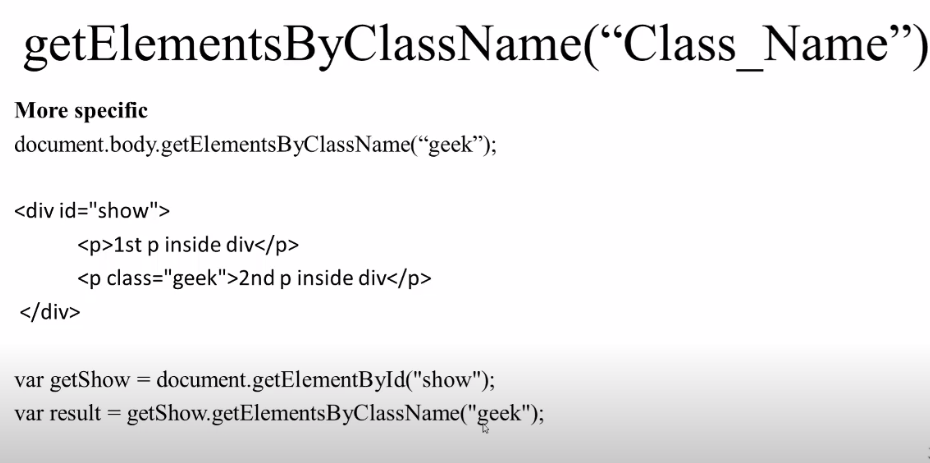 getElementsByClassName(“Class_Name”)
More specific
document.body.getElementsByClassName(“geek”);
<div id="show">
<p>1st p inside div</p>
<p class="geek">2nd p inside div</p>
</div>
var getShow = document.getElementById("show");
var result = getShow.getElementsByClassName("geek");